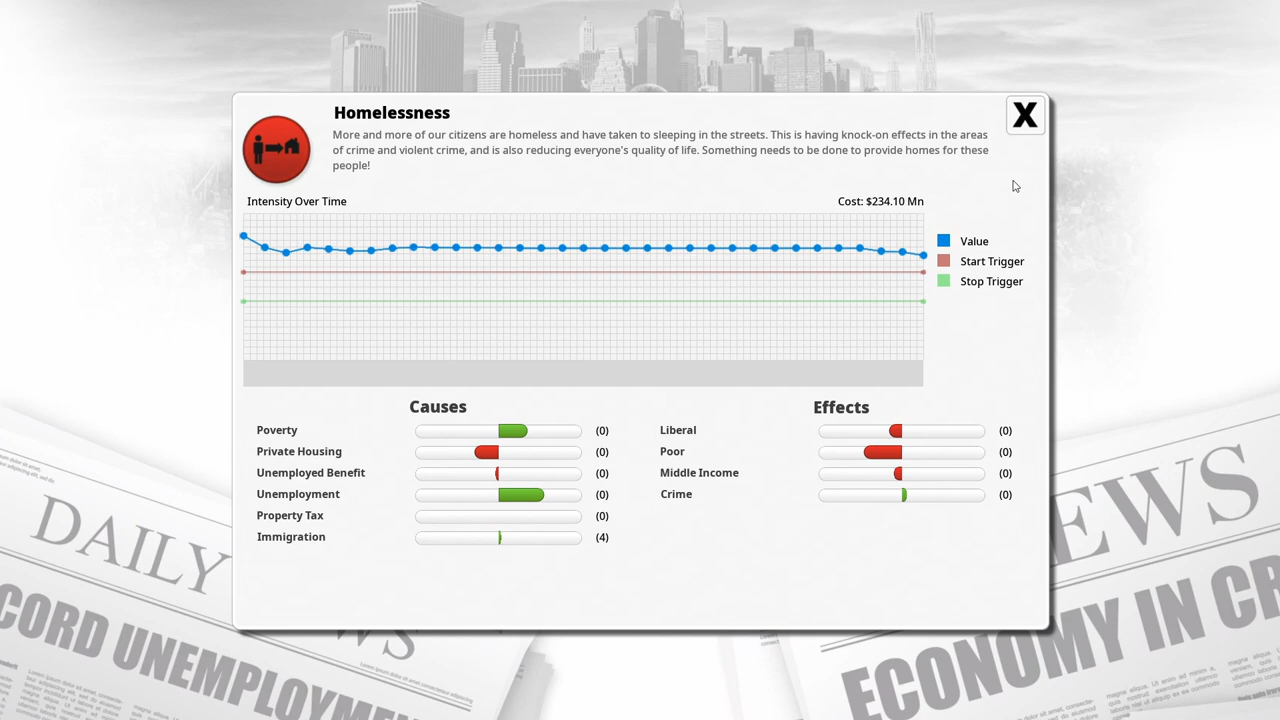 Homelessness
X
More and more of our citizens are homeless and have taken to sleeping in the streets. This is having knock-on effects in the areas
of crime and violent crime, and is also reducing everyone's quality of life. Something needs to be done to provide homes for these
people!
Intensity Over Time
Cost: $234.10 Mn
Value
Start Trigger
Stop Trigger
Causes
Poverty (0)
Private Housing (0)
Unemployed Benefit (0)
Unemployment (0)
Property Tax (0)
Immigration (4)
Effects
Liberal (0)
Poor (0)
Middle Income (0)
Crime (0)
DAILY
WS
CORD UNEMPLOYME
EWS
ECONOMY IN CR